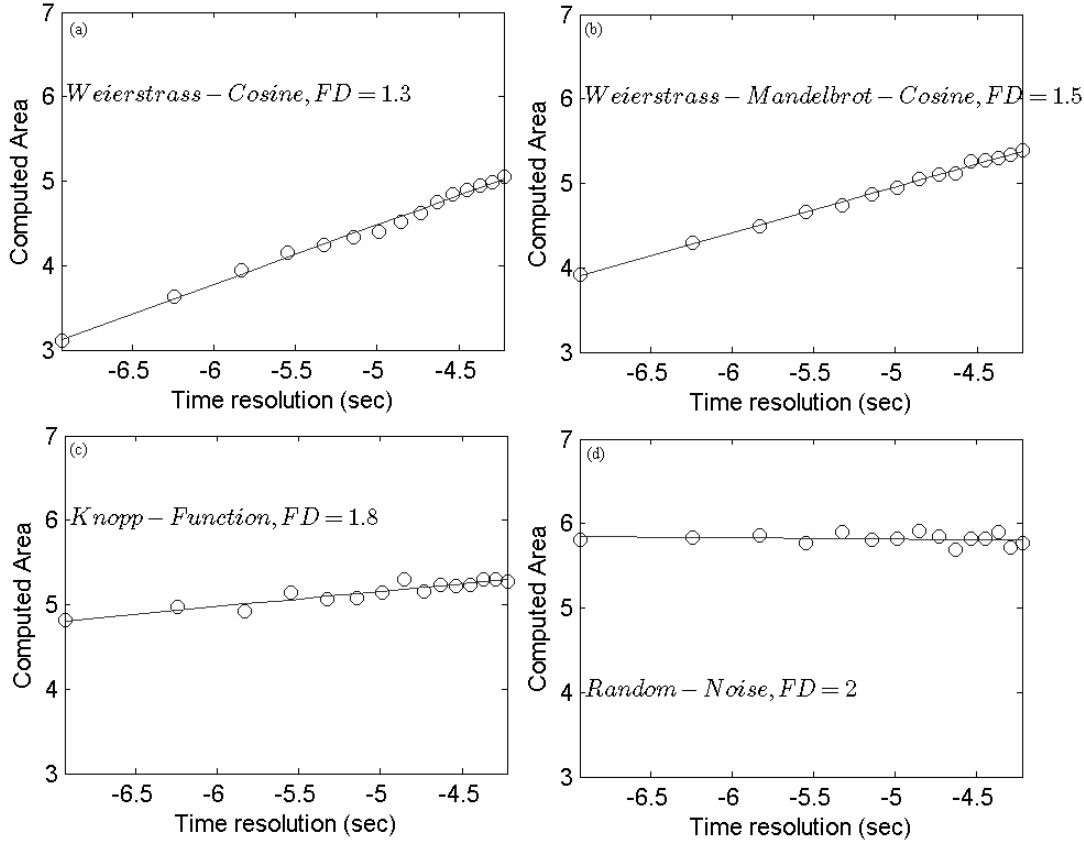 (a)
Weierstrass − Cosine, FD = 1.3
Computed Area
7
6
5
4
3
-6.5 -6 -5.5 -5 -4.5
Time resolution (sec)
(b)
Weierstrass − Mandelbrot − Cosine, FD = 1.5
Computed Area
7
6
5
4
3
-6.5 -6 -5.5 -5 -4.5
Time resolution (sec)
(c)
Knopp − Function, FD = 1.8
Computed Area
7
6
5
4
3
-6.5 -6 -5.5 -5 -4.5
Time resolution (sec)
(d)
Random − Noise, FD = 2
Computed Area
7
6
5
4
3
-6.5 -6 -5.5 -5 -4.5
Time resolution (sec)